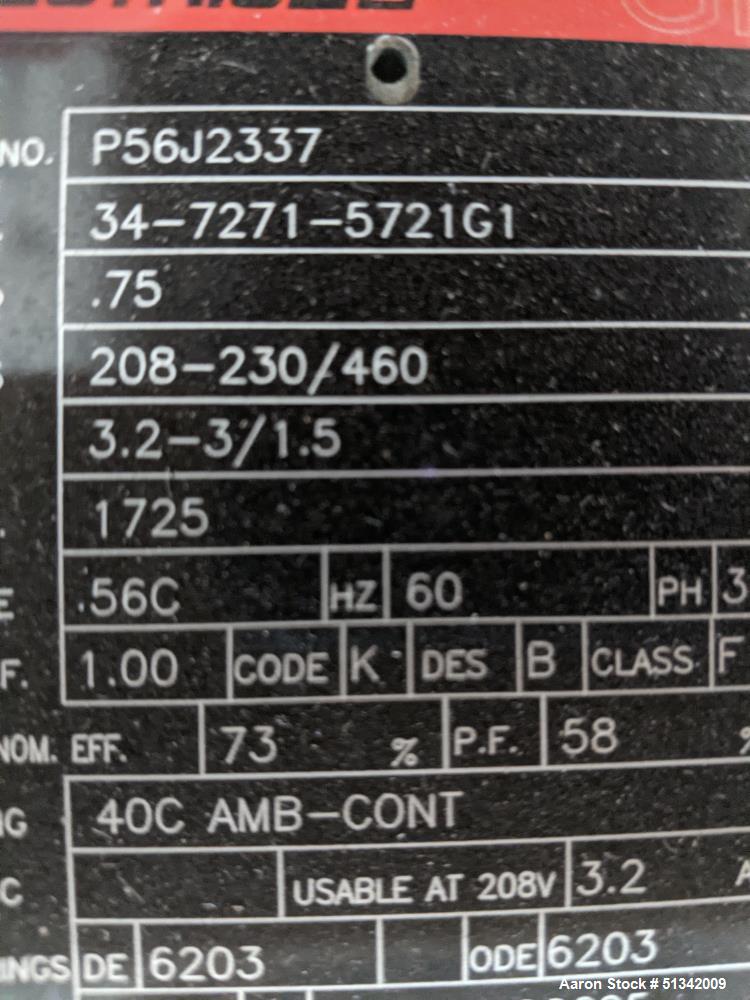 NO. P56J2337
34-7271-5721G1
.75
208-230/460
3.2-3/1.5
1725
.56C HZ 60 PH 3
F. 1.00 CODE K DES B CLASS F
NOM. EFF. 73 % P.F. 58 %
40C AMB-CONT
C USABLE AT 208V 3.2 A
INGS DE 6203 ODE 6203
Aaron Stock # 51342009